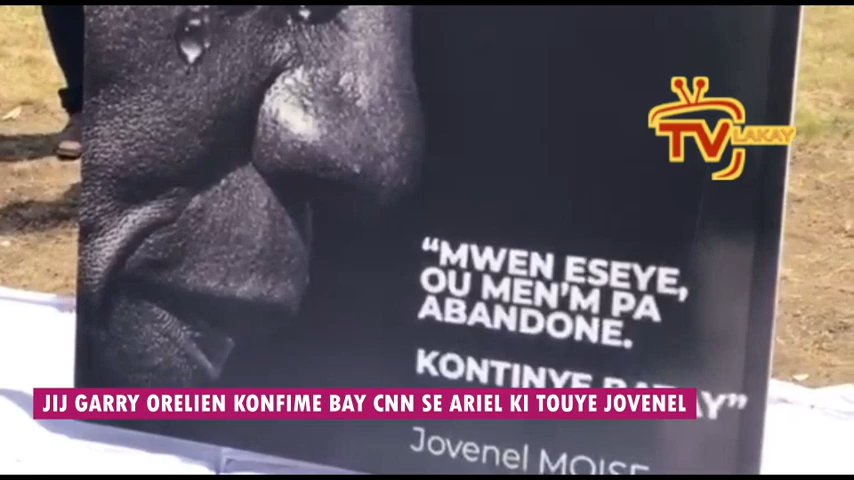 TV LAKAY
“MWEN ESEYE,
OU MEN’M PA
ABANDONE.
KONTINYE
JIJ GARRY ORELIEN KONFIME BAY CNN SE ARIEL KI TOUYE JOVENEL
Jovenel MOISE